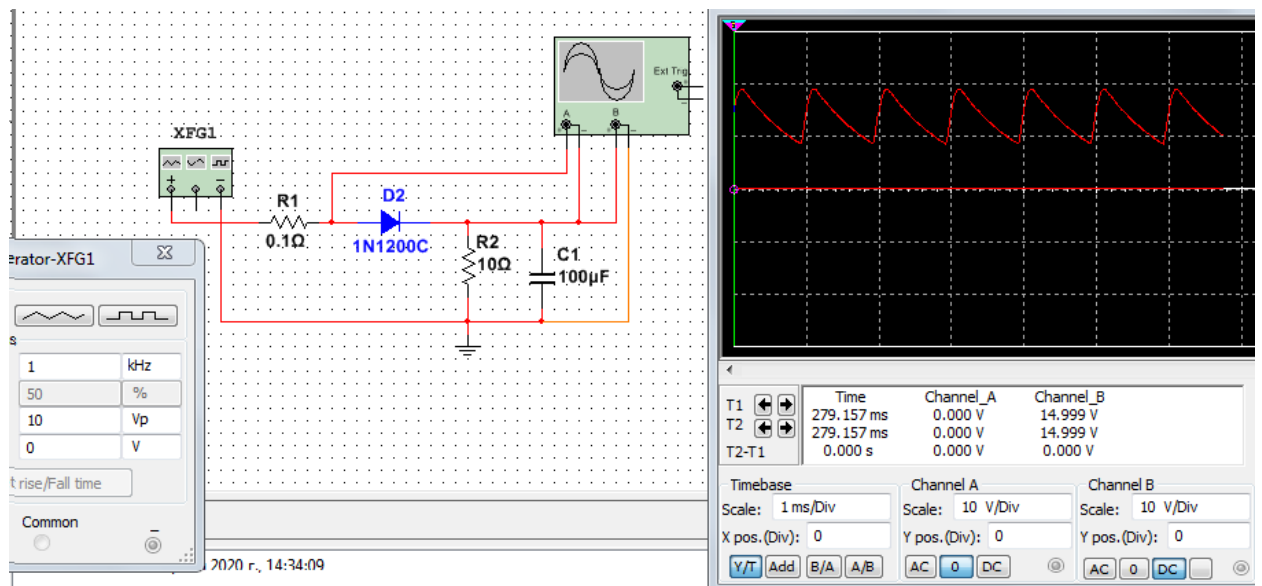 Ext Trig
A B
XFG1
R1
0.1Ω
D2
1N1200C
R2
10Ω
C1
100µF
erator-XFG1
s
1 kHz
50 %
10 Vp
0 V
t rise/Fall time
Common
2020 г., 14:34:09
T1
T2
T2-T1
Time Channel_A Channel_B
279.157 ms 0.000 V 14.999 V
279.157 ms 0.000 V 14.999 V
0.000 s 0.000 V 0.000 V
Timebase
Scale: 1 ms/Div
X pos.(Div): 0
Y/T Add B/A A/B
Channel A
Scale: 10 V/Div
Y pos.(Div): 0
AC 0 DC
Channel B
Scale: 10 V/Div
Y pos.(Div): 0
AC 0 DC